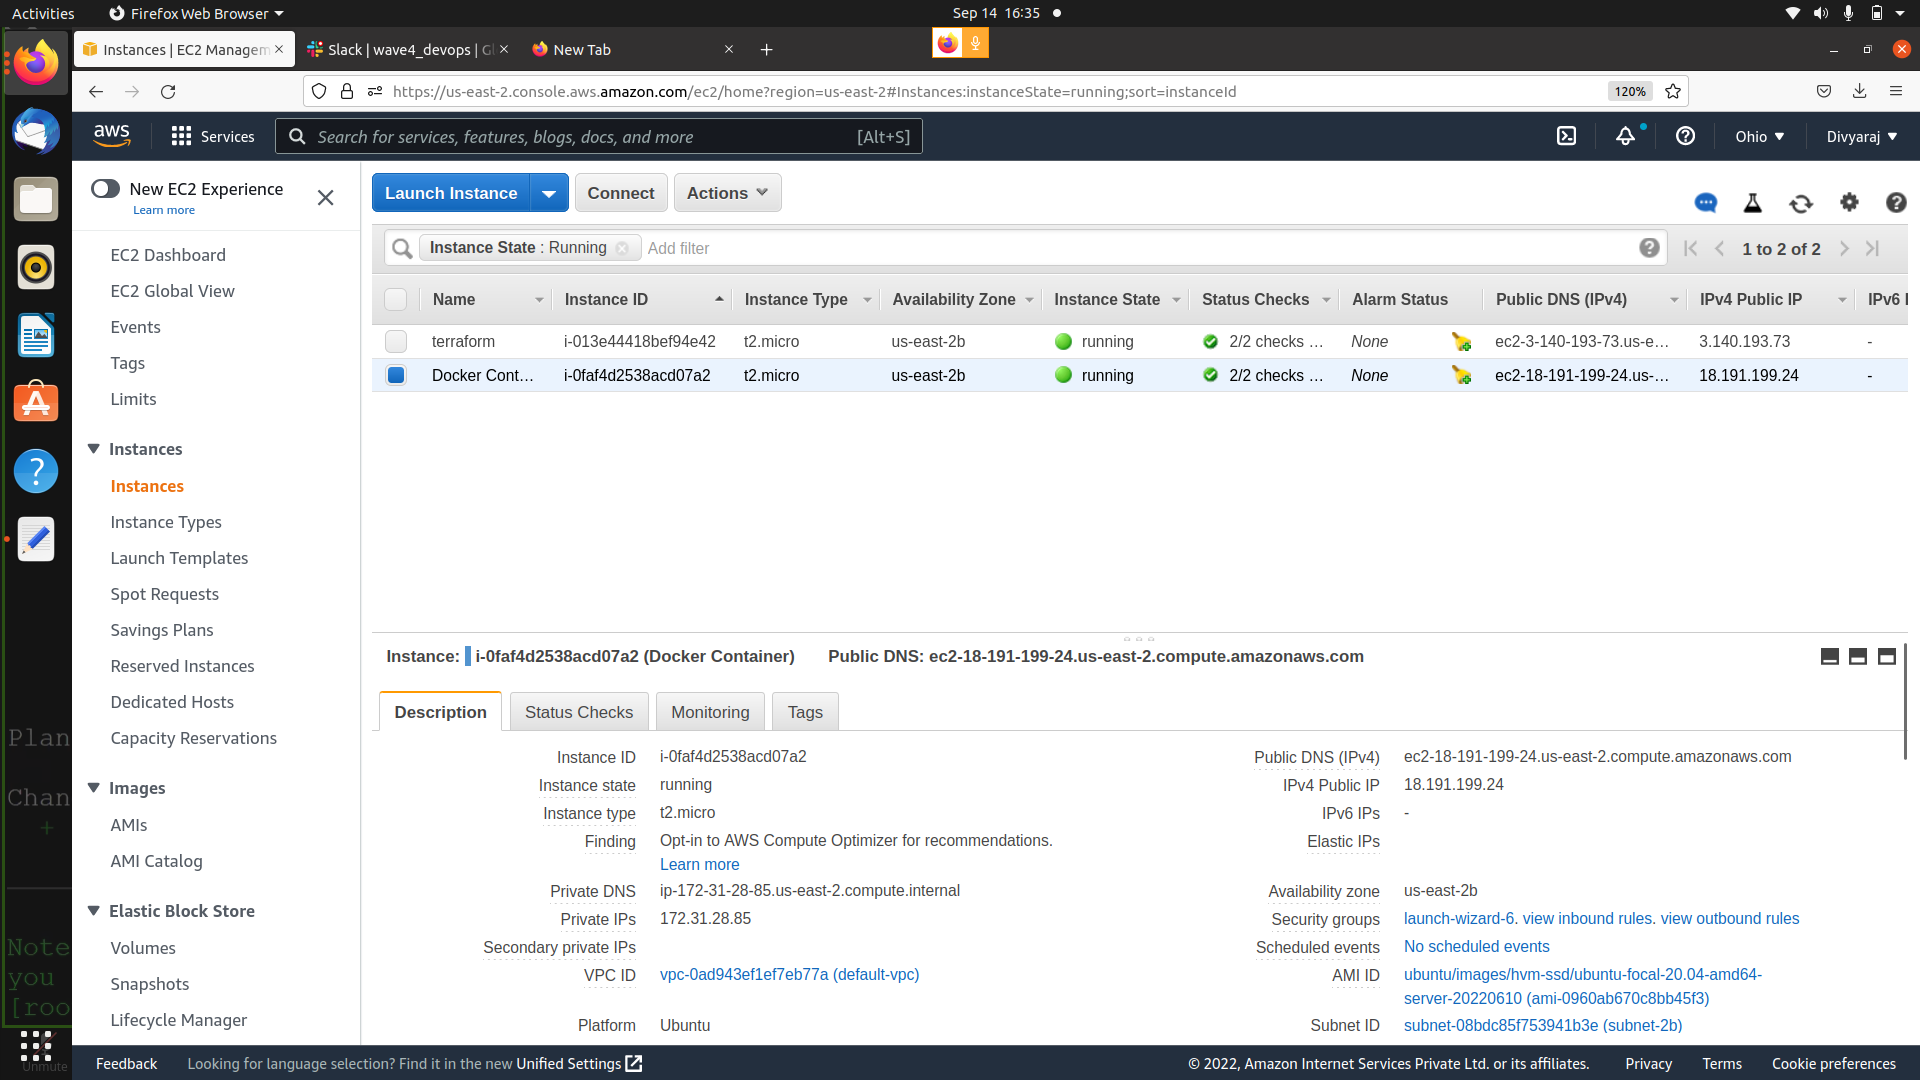 Activities
Firefox Web Browser
Sep 14 16:35
Instances | EC2 Managem
Slack | wave4_devops | Gl
New Tab
https://us-east-2.console.aws.amazon.com/ec2/home?region=us-east-2#Instances:instanceState=running;sort=instanceId
120%
aws
Services
Search for services, features, blogs, docs, and more
[Alt+S]
Ohio
Divyaraj
New EC2 Experience
Learn more
EC2 Dashboard
EC2 Global View
Events
Tags
Limits
Instances
Instances
Instance Types
Launch Templates
Spot Requests
Savings Plans
Reserved Instances
Dedicated Hosts
Capacity Reservations
Images
AMIs
AMI Catalog
Elastic Block Store
Volumes
Snapshots
Lifecycle Manager
Launch Instance
Connect
Actions
Instance State : Running
Add filter
1 to 2 of 2
Name Instance ID Instance Type Availability Zone Instance State Status Checks Alarm Status Public DNS (IPv4) IPv4 Public IP IPv6 I
terraform i-013e44418bef94e42 t2.micro us-east-2b running 2/2 checks ... None ec2-3-140-193-73.us-e... 3.140.193.73 -
Docker Cont... i-0faf4d2538acd07a2 t2.micro us-east-2b running 2/2 checks ... None ec2-18-191-199-24.us-... 18.191.199.24 -
Instance: i-0faf4d2538acd07a2 (Docker Container) Public DNS: ec2-18-191-199-24.us-east-2.compute.amazonaws.com
Description
Status Checks
Monitoring
Tags
Instance ID i-0faf4d2538acd07a2
Instance state running
Instance type t2.micro
Finding Opt-in to AWS Compute Optimizer for recommendations.
Learn more
Private DNS ip-172-31-28-85.us-east-2.compute.internal
Private IPs 172.31.28.85
Secondary private IPs
VPC ID vpc-0ad943ef1ef7eb77a (default-vpc)
Platform Ubuntu
Public DNS (IPv4) ec2-18-191-199-24.us-east-2.compute.amazonaws.com
IPv4 Public IP 18.191.199.24
IPv6 IPs -
Elastic IPs
Availability zone us-east-2b
Security groups launch-wizard-6. view inbound rules. view outbound rules
Scheduled events No scheduled events
AMI ID ubuntu/images/hvm-ssd/ubuntu-focal-20.04-amd64-
server-20220610 (ami-0960ab670c8bb45f3)
Subnet ID subnet-08bdc85f753941b3e (subnet-2b)
Plan
Chan
+
Note
you
[roo
Unmute
Feedback
Looking for language selection? Find it in the new Unified Settings
© 2022, Amazon Internet Services Private Ltd. or its affiliates.
Privacy
Terms
Cookie preferences